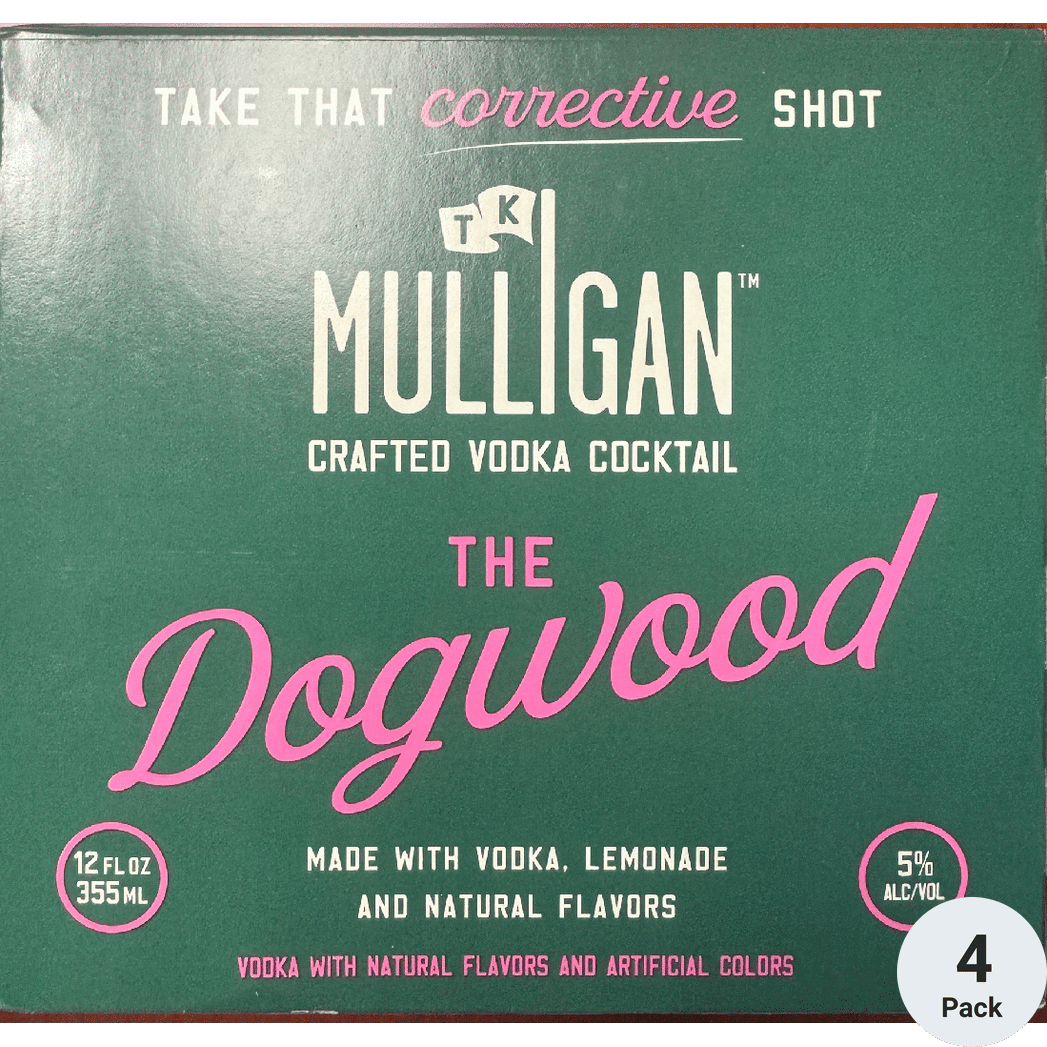 TAKE THAT corrective SHOT
T K
MULLIGAN™
CRAFTED VODKA COCKTAIL
THE
Dogwood
12 FL OZ
355 ML
MADE WITH VODKA, LEMONADE
AND NATURAL FLAVORS
5%
ALC/VOL
VODKA WITH NATURAL FLAVORS AND ARTIFICIAL COLORS
4
Pack